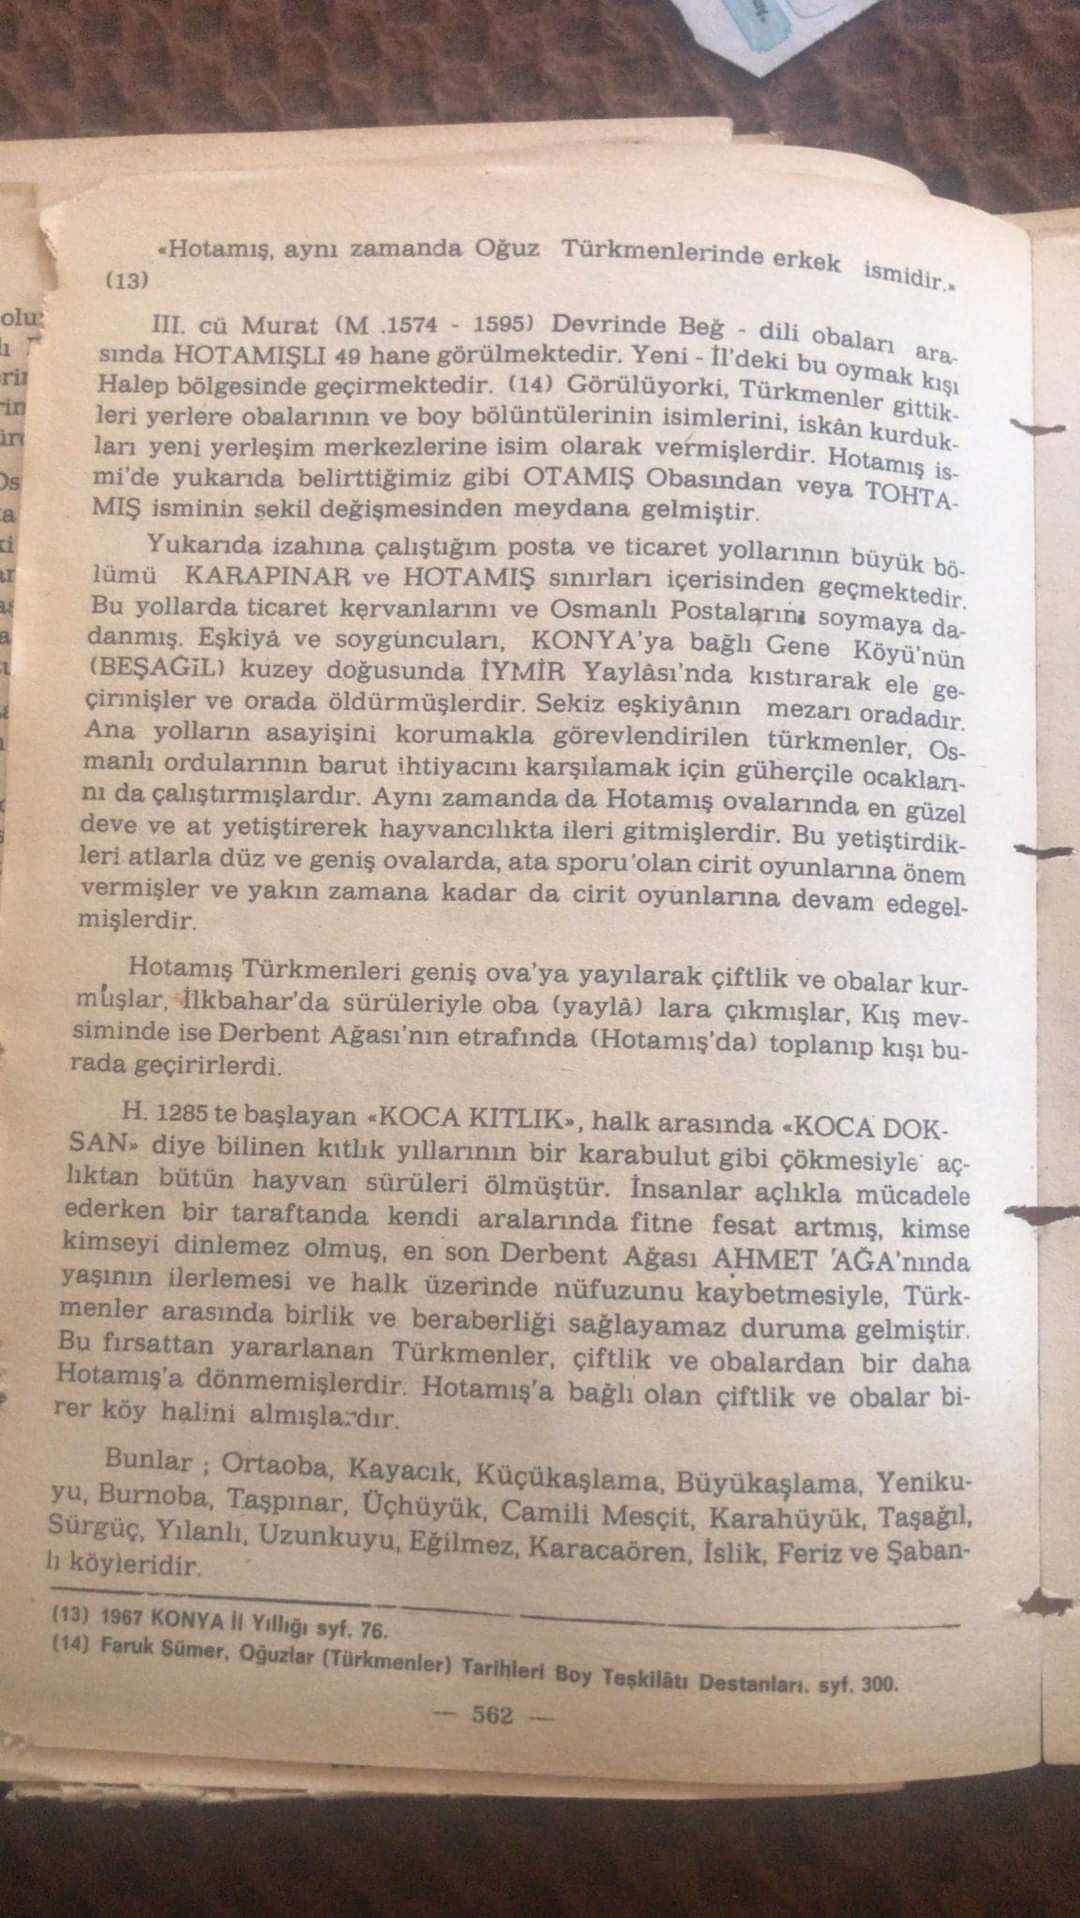 «Hotamış, aynı zamanda Oğuz Türkmenlerinde erkek ismidir.»
(13)
III. cü Murat (M .1574 - 1595) Devrinde Beğ - dili obaları ara-
sında HOTAMIŞLI 49 hane görülmektedir. Yeni - İl'deki bu oymak kışı
Halep bölgesinde geçirmektedir. (14) Görülüyorki, Türkmenler gittik-
leri yerlere obalarının ve boy bölüntülerinin isimlerini, iskân kurduk-
ları yeni yerleşim merkezlerine isim olarak vermişlerdir. Hotamış is-
mi'de yukarıda belirttiğimiz gibi OTAMIŞ Obasından veya TOHTA-
MIŞ isminin şekil değişmesinden meydana gelmiştir.
Yukarıda izahına çalıştığım posta ve ticaret yollarının büyük bö-
lümü KARAPINAR ve HOTAMIŞ sınırları içerisinden geçmektedir.
Bu yollarda ticaret kervanlarını ve Osmanlı Postalarını soymaya da-
danmış. Eşkiyâ ve soyguncuları, KONYA'ya bağlı Gene Köyü'nün
(BEŞAĞİL) kuzey doğusunda İYMİR Yaylâsı'nda kıstırarak ele ge-
çirmişler ve orada öldürmüşlerdir. Sekiz eşkiyânın mezarı oradadır.
Ana yolların asayişini korumakla görevlendirilen türkmenler, Os-
manlı ordularının barut ihtiyacını karşılamak için güherçile ocakları-
nı da çalıştırmışlardır. Aynı zamanda da Hotamış ovalarında en güzel
deve ve at yetiştirerek hayvancılıkta ileri gitmişlerdir. Bu yetiştirdik-
leri atlarla düz ve geniş ovalarda, ata sporu olan cirit oyunlarına önem
vermişler ve yakın zamana kadar da cirit oyunlarına devam edegel-
mişlerdir.
Hotamış Türkmenleri geniş ova'ya yayılarak çiftlik ve obalar kur-
muşlar, İlkbahar'da sürüleriyle oba (yaylâ) lara çıkmışlar, Kış mev-
siminde ise Derbent Ağası'nın etrafında (Hotamış'da) toplanıp kışı bu-
rada geçirirlerdi.
H. 1285 te başlayan «KOCA KITLIK», halk arasında «KOCA DOK-
SAN» diye bilinen kıtlık yıllarının bir karabulut gibi çökmesiyle aç-
lıktan bütün hayvan sürüleri ölmüştür. İnsanlar açlıkla mücadele
ederken bir taraftanda kendi aralarında fitne fesat artmış, kimse
kimseyi dinlemez olmuş, en son Derbent Ağası AHMET AĞA'nında
yaşının ilerlemesi ve halk üzerinde nüfuzunu kaybetmesiyle, Türk-
menler arasında birlik ve beraberliği sağlayamaz duruma gelmiştir.
Bu fırsattan yararlanan Türkmenler, çiftlik ve obalardan bir daha
Hotamış'a dönmemişlerdir. Hotamış'a bağlı olan çiftlik ve obalar bi-
rer köy halini almışlardır.
Bunlar ; Ortaoba, Kayacık, Küçükaşlama, Büyükaşlama, Yeniku-
yu, Burnoba, Taşpınar, Üçhüyük, Camili Mesçit, Karahüyük, Taşağıl,
Sürgüç, Yılanlı, Uzunkuyu, Eğilmez, Karacaören, İslik, Feriz ve Şaban-
lı köyleridir.
(13) 1967 KONYA İl Yıllığı syf. 76.
(14) Faruk Sümer, Oğuzlar (Türkmenler) Tarihleri Boy Teşkilâtı Destanları. syf. 300.
— 562 —